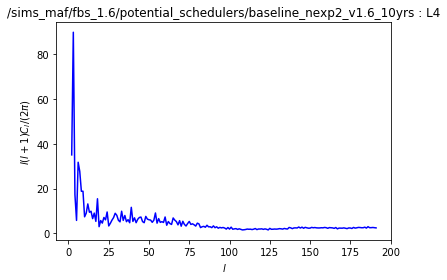 /sims_maf/fbs_1.6/potential_schedulers/baseline_nexp2_v1.6_10yrs : L4
80
60
40
20
0
l(l + 1)Cₗ/(2π)
0 25 50 75 100 125 150 175 200
l